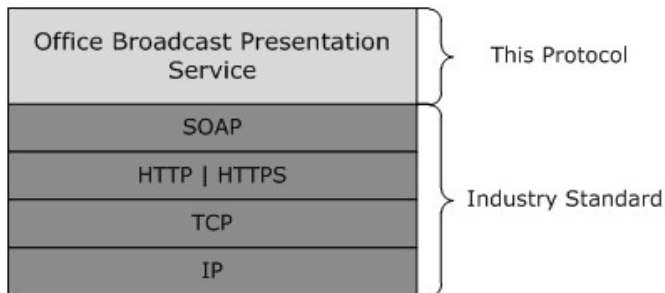 Office Broadcast Presentation
Service
This Protocol
SOAP
HTTP | HTTPS
TCP
Industry Standard
IP